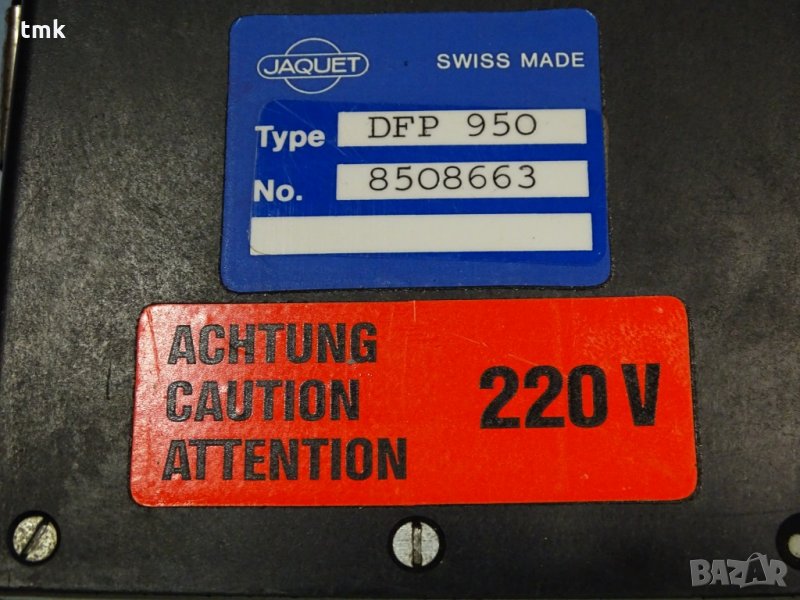 tmk
JAQUET SWISS MADE
Type DFP 950
No. 8508663
ACHTUNG
CAUTION 220 V
ATTENTION
BAZAR